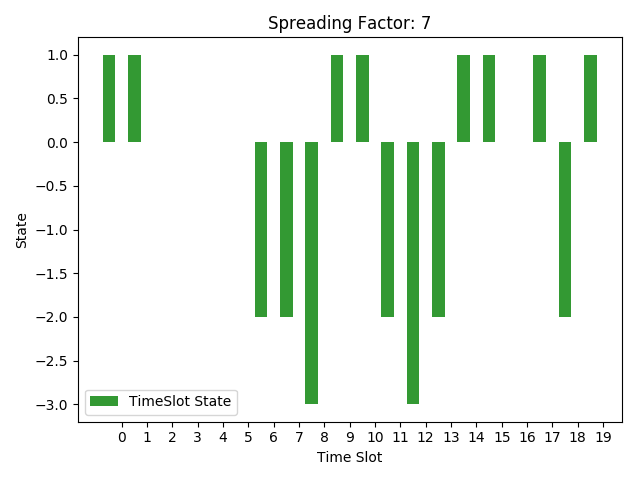 Spreading Factor: 7
1.0
0.5
0.0
−0.5
−1.0
−1.5
−2.0
−2.5
−3.0
State
TimeSlot State
0 1 2 3 4 5 6 7 8 9 10 11 12 13 14 15 16 17 18 19
Time Slot